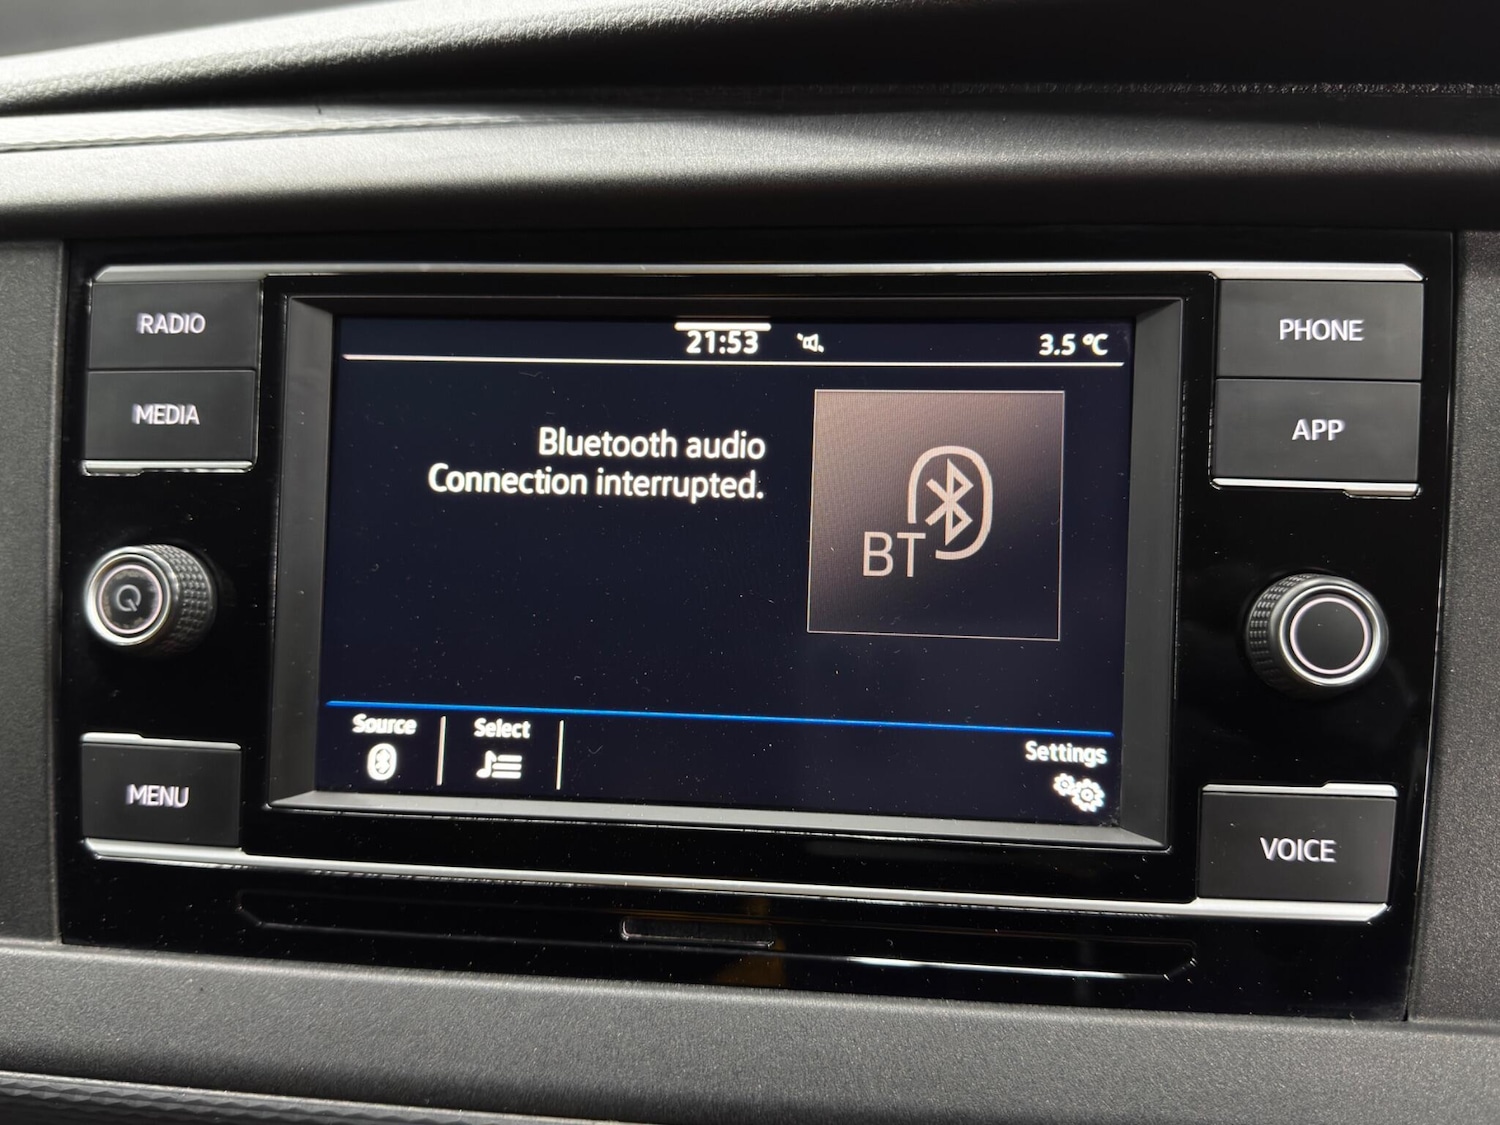 RADIO
MEDIA
MENU
21:53
3.5 °C
Bluetooth audio
Connection interrupted.
BT
Source
Select
Settings
PHONE
APP
VOICE